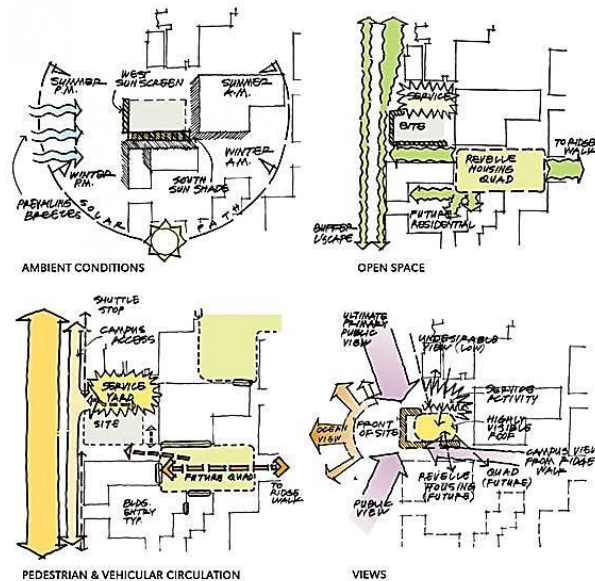 SUMMER
P.M.
WEST
SUNSCREEN
SUMMER
A.M.
WINTER
P.M.
WINTER
A.M.
SOUTH
SUN SHADE
PREVAILING
BREEZES
SOLAR PATH
AMBIENT CONDITIONS
SERVICE
SITE
TO RIDGE
WALK
REVELLE
HOUSING
QUAD
FUTURE
RESIDENTIAL
BUFFER
L'SCAPE
OPEN SPACE
SHUTTLE
STOP
CAMPUS
ACCESS
SERVICE
YARD
SITE
FUTURE QUAD
BLDG.
ENTRY
TYP.
TO
RIDGE
WALK
PEDESTRIAN & VEHICULAR CIRCULATION
ULTIMATE
PRIMARY
PUBLIC
VIEW
UNDESIRABLE
VIEW (LOW)
SERVICE
ACTIVITY
HIGHLY
VISIBLE
ROOF
OCEAN
VIEW
FRONT
OF SITE
CAMPUS VIEW
FROM RIDGE
WALK
QUAD
(FUTURE)
REVELLE
HOUSING
(FUTURE)
PUBLIC
VIEW
VIEWS